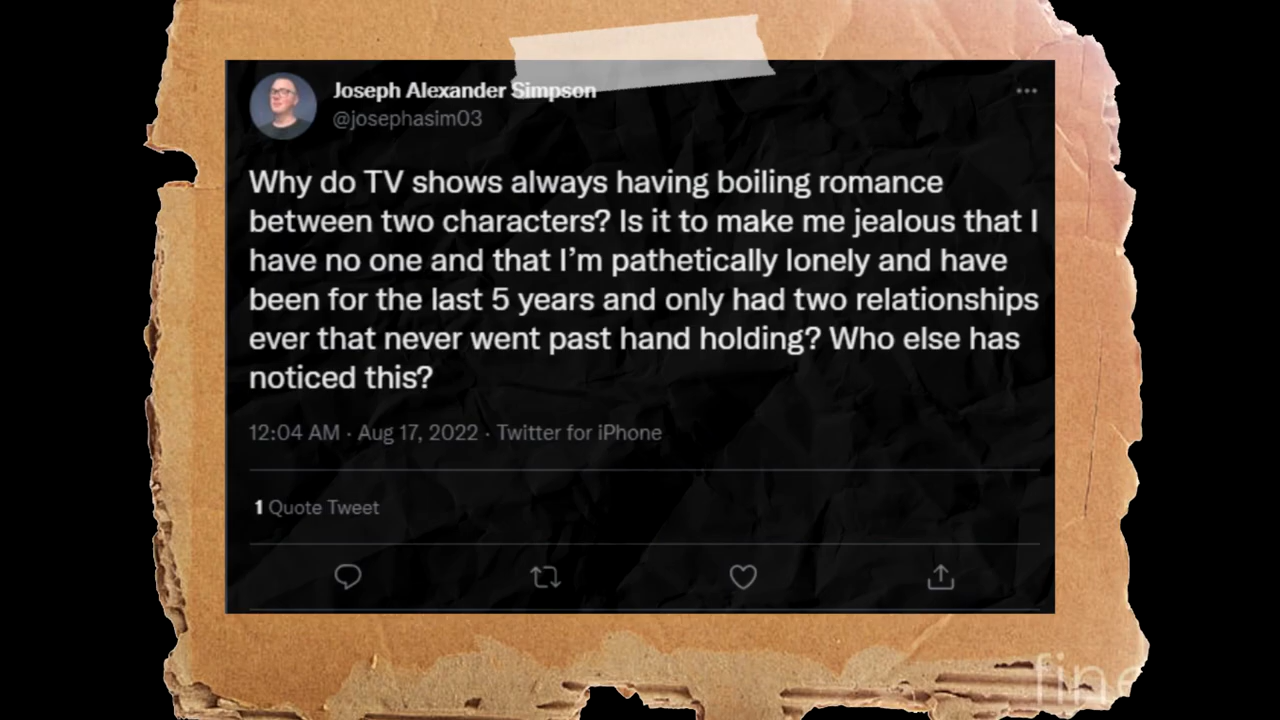 Joseph Alexander Simpson
@josephasim03
Why do TV shows always having boiling romance
between two characters? Is it to make me jealous that I
have no one and that I’m pathetically lonely and have
been for the last 5 years and only had two relationships
ever that never went past hand holding? Who else has
noticed this?
12:04 AM · Aug 17, 2022 · Twitter for iPhone
1 Quote Tweet
fine